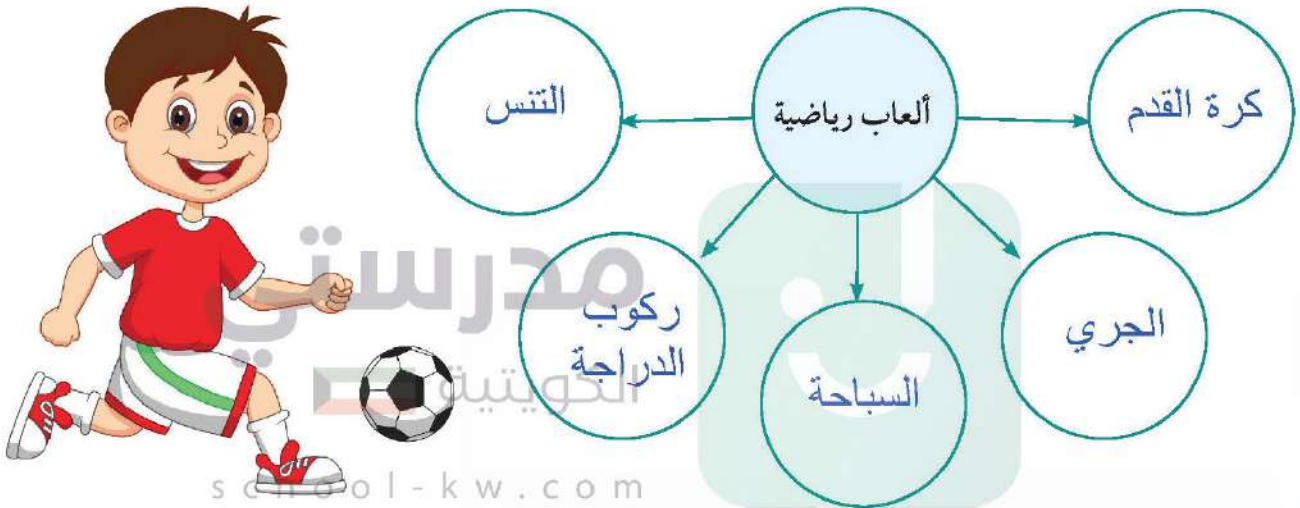 ألعاب رياضية
كرة القدم
التنس
الجري
السباحة
ركوب
الدراجة
مدرستي
الكويتية
school-kw.com